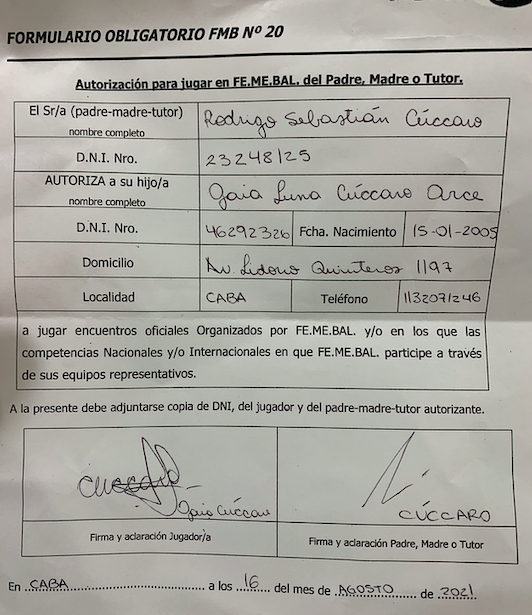 FORMULARIO OBLIGATORIO FMB Nº 20
Autorización para jugar en FE.ME.BAL. del Padre, Madre o Tutor.
El Sr/a (padre-madre-tutor)
nombre completo
Rodrigo Sebastián Cúccaro
D.N.I. Nro.
23248125
AUTORIZA a su hijo/a
nombre completo
Gaia Luna Cúccaro Arce
D.N.I. Nro.
46292326
Fcha. Nacimiento
15-01-2005
Domicilio
Av. Lidoro Quinteros 1197
Localidad
CABA
Teléfono
1132071246
a jugar encuentros oficiales Organizados por FE.ME.BAL. y/o en los que las
competencias Nacionales y/o Internacionales en que FE.ME.BAL. participe a través
de sus equipos representativos.
A la presente debe adjuntarse copia de DNI, del jugador y del padre-madre-tutor autorizante.
Gaia Cúccaro
CÚCCARO
Firma y aclaración Jugador/a
Firma y aclaración Padre, Madre o Tutor
En CABA a los 16 del mes de AGOSTO de 2021